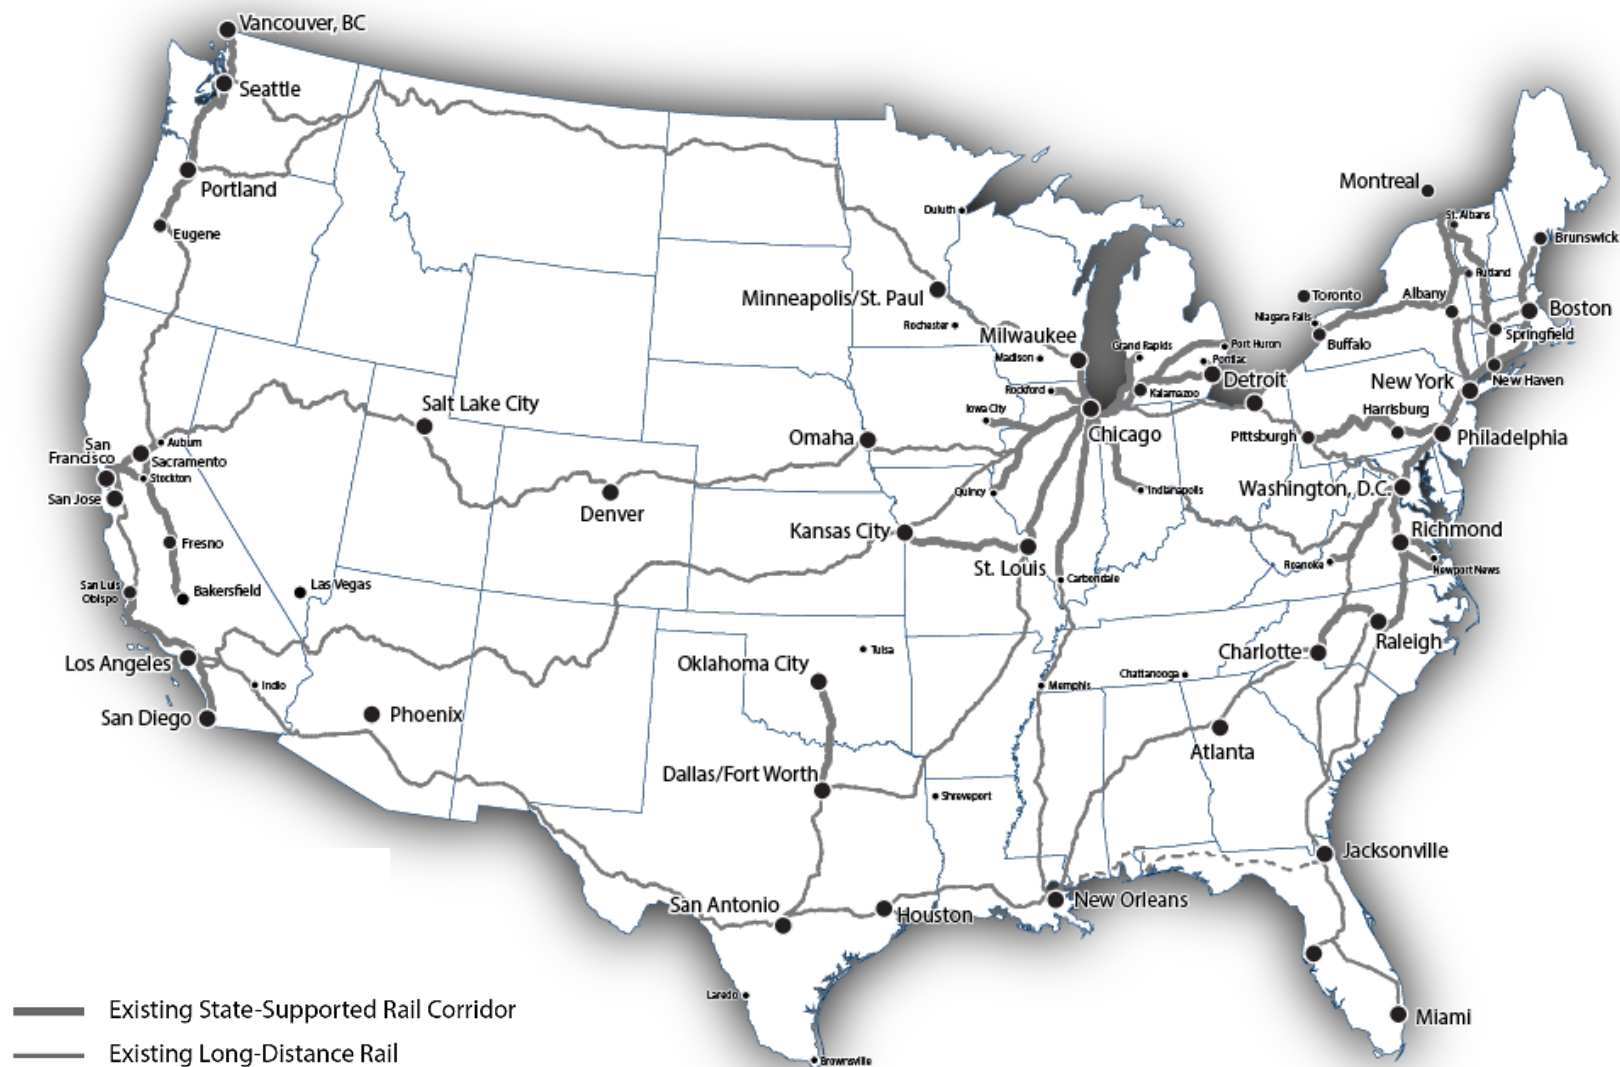 Vancouver, BC
Seattle
Portland
Eugene
Duluth
Montreal
St. Albans
Brunswick
Rutland
Minneapolis/St. Paul
Rochester
Toronto
Albany
Boston
Niagara Falls
Springfield
Buffalo
Milwaukee
Madison
Grand Rapids
Port Huron
Pontiac
Detroit
New York
New Haven
Rockford
Kalamazoo
Iowa City
Harrisburg
Salt Lake City
Chicago
Pittsburgh
Philadelphia
Omaha
San
Francisco
Auburn
Sacramento
Stockton
San Jose
Quincy
Indianapolis
Washington, D.C.
Denver
Kansas City
Richmond
Fresno
St. Louis
Carbondale
Roanoke
Newport News
San Luis
Obispo
Bakersfield
Las Vegas
Los Angeles
Indio
Oklahoma City
Tulsa
Charlotte
Raleigh
Chattanooga
Memphis
San Diego
Phoenix
Atlanta
Dallas/Fort Worth
Shreveport
Jacksonville
San Antonio
Houston
New Orleans
Laredo
Miami
Brownsville
Existing State-Supported Rail Corridor
Existing Long-Distance Rail